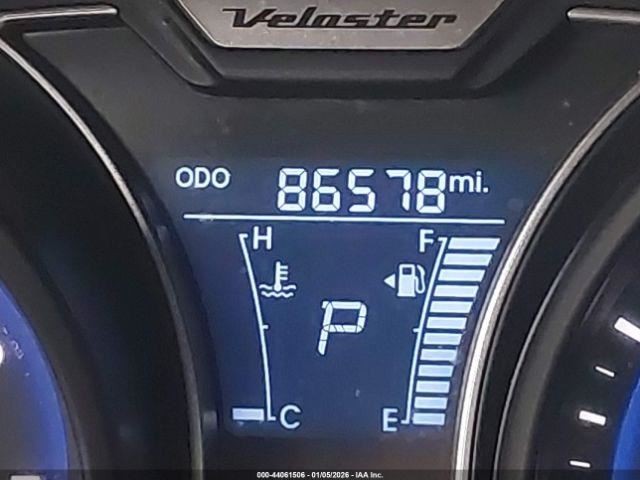 Veloster
ODO 86578 mi.
H F
P
C E
000-44061506 - 01/05/2026 - IAA Inc.